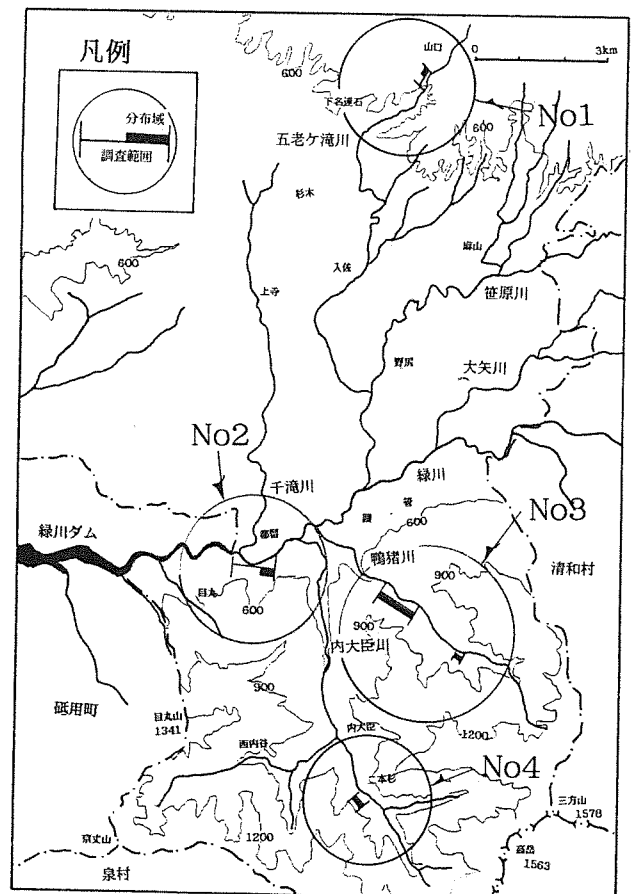 凡例
分布域
調査範囲
山口
0 3km
600
下名連石
No1
五老ケ滝川
600
杉木
麻山
600
入佐
上寺
笹原川
野尻
大矢川
No2
千滝川
緑川
緑川ダム
管
600
No3
鴨猪川
900
清和村
目丸
600
900
内大臣川
900
砥用町
目丸山
1341
内大臣
1200
西内谷
二本杉
No4
三方山
1578
京丈山
1200
高岳
1563
泉村